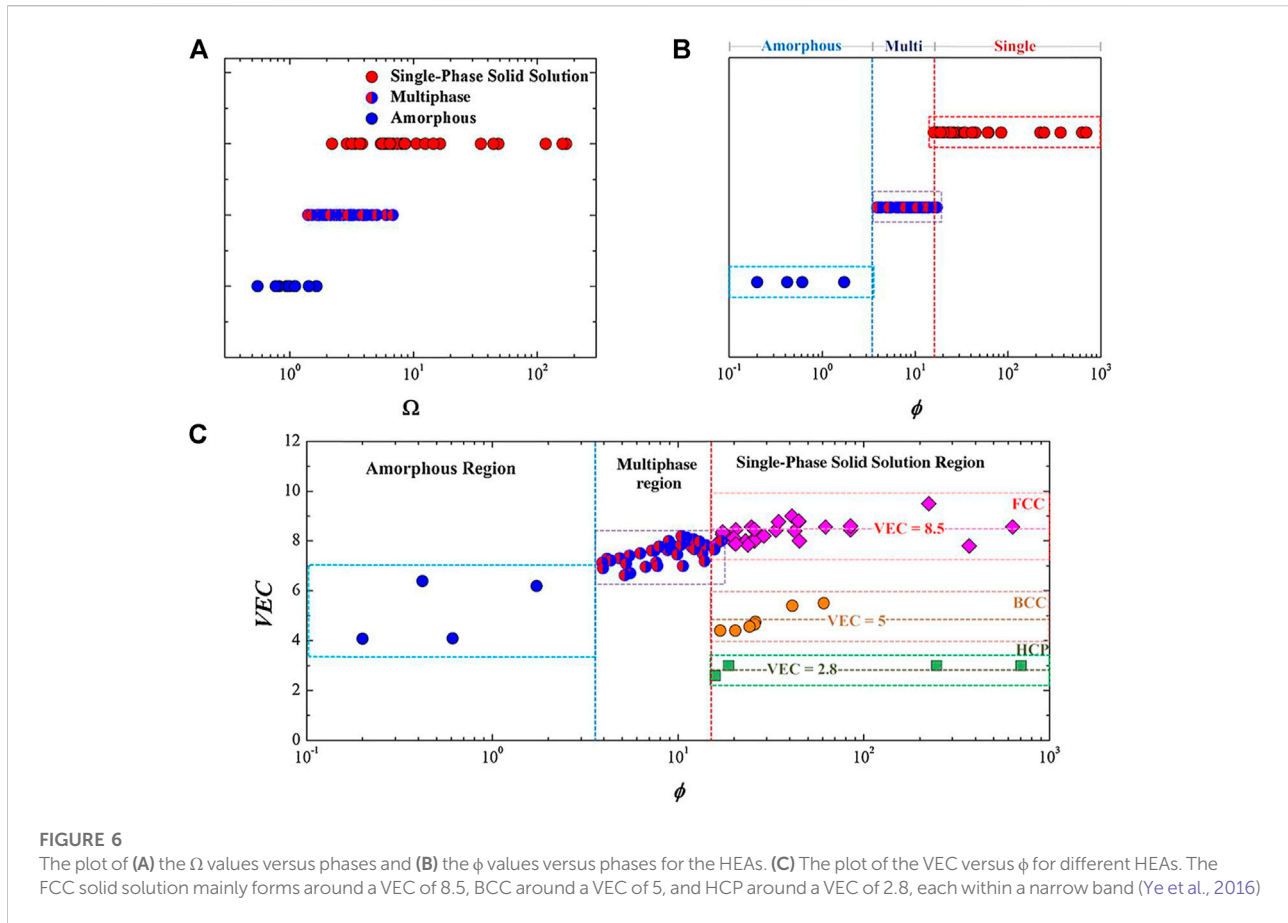 A
Single-Phase Solid Solution
Multiphase
Amorphous
10⁰ 10¹ 10²
Ω
B
Amorphous Multi Single
10⁻¹ 10⁰ 10¹ 10² 10³
ϕ
C
12
10
8
6
4
2
0
VEC
Amorphous Region
Multiphase
region
Single-Phase Solid Solution Region
FCC
VEC = 8.5
BCC
VEC = 5
HCP
VEC = 2.8
10⁻¹ 10⁰ 10¹ 10² 10³
ϕ
FIGURE 6
The plot of (A) the Ω values versus phases and (B) the ϕ values versus phases for the HEAs. (C) The plot of the VEC versus ϕ for different HEAs. The
FCC solid solution mainly forms around a VEC of 8.5, BCC around a VEC of 5, and HCP around a VEC of 2.8, each within a narrow band (Ye et al., 2016)